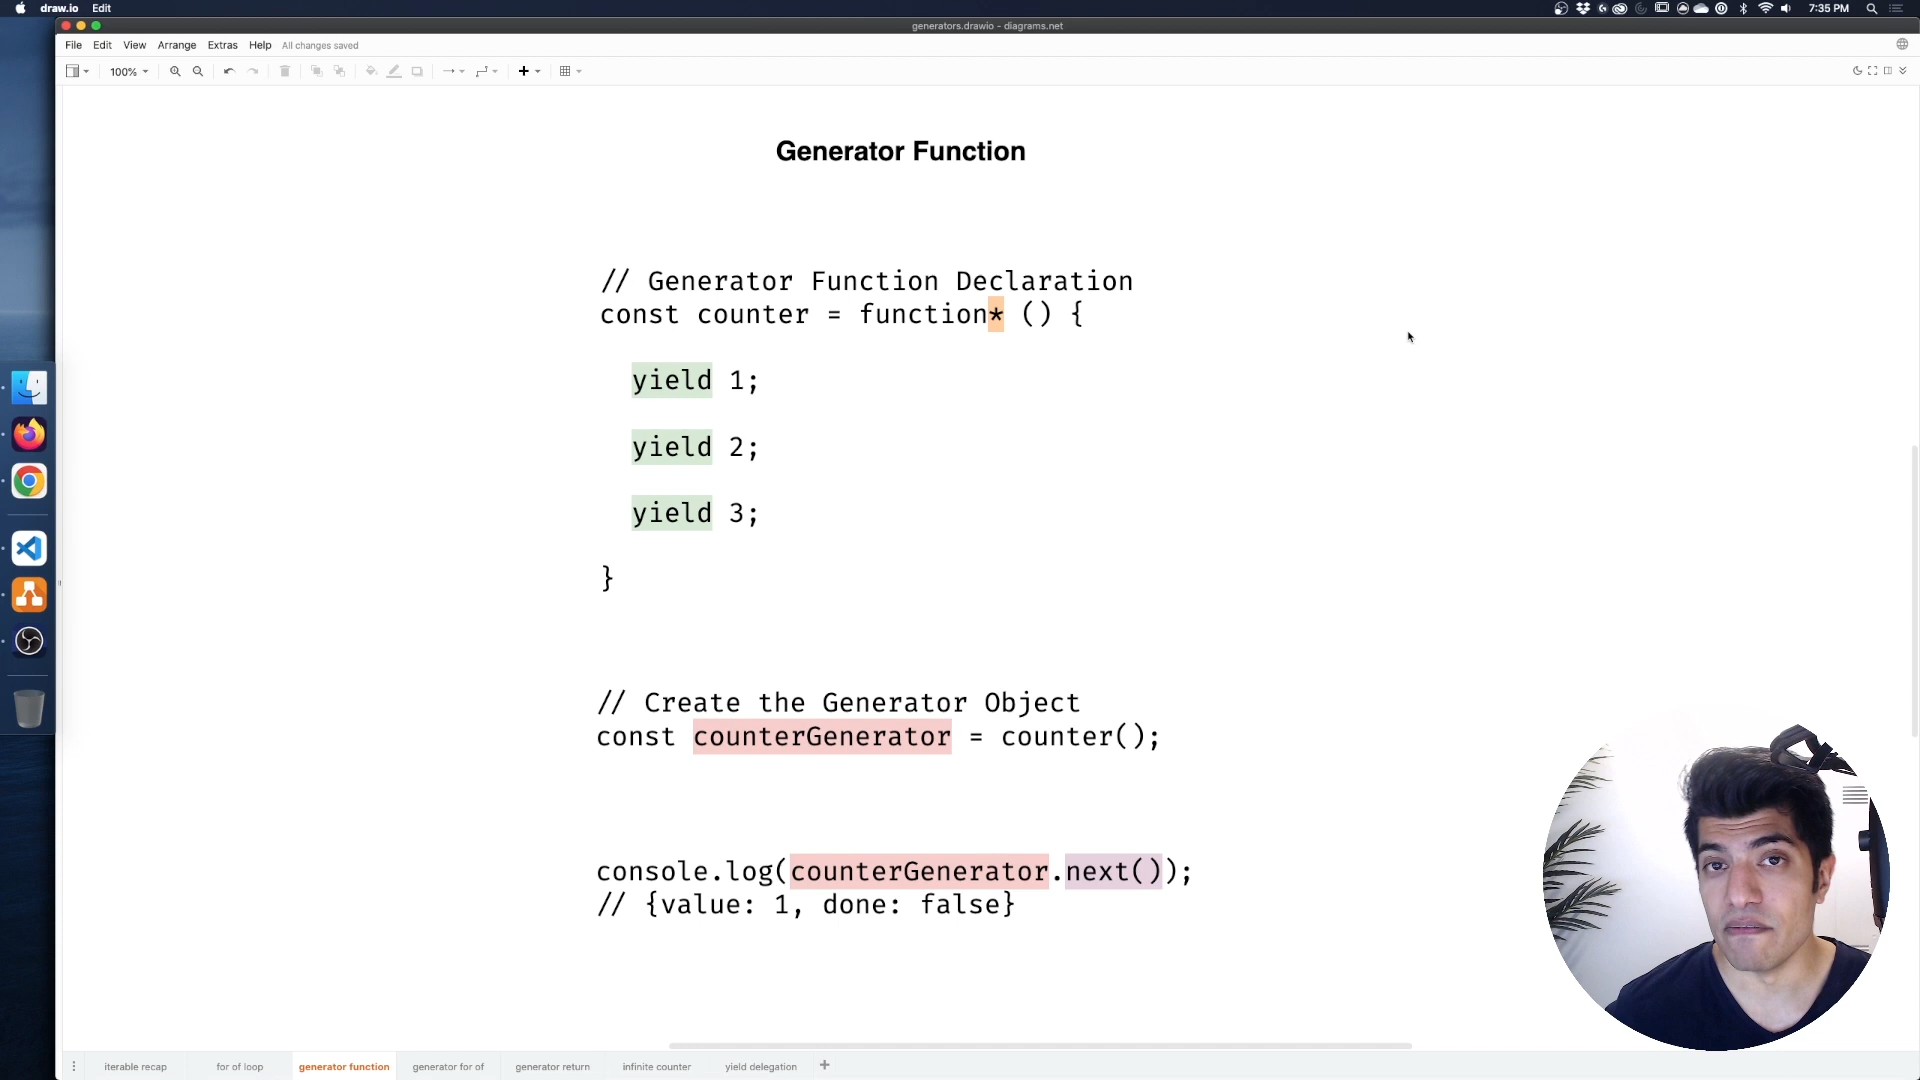 draw.io Edit
7:35 PM
generators.drawio - diagrams.net
File Edit View Arrange Extras Help All changes saved
100%
Generator Function
// Generator Function Declaration
const counter = function* () {
yield 1;
yield 2;
yield 3;
}
// Create the Generator Object
const counterGenerator = counter();
console.log(counterGenerator.next());
// {value: 1, done: false}
iterable recap for of loop generator function generator for of generator return infinite counter yield delegation